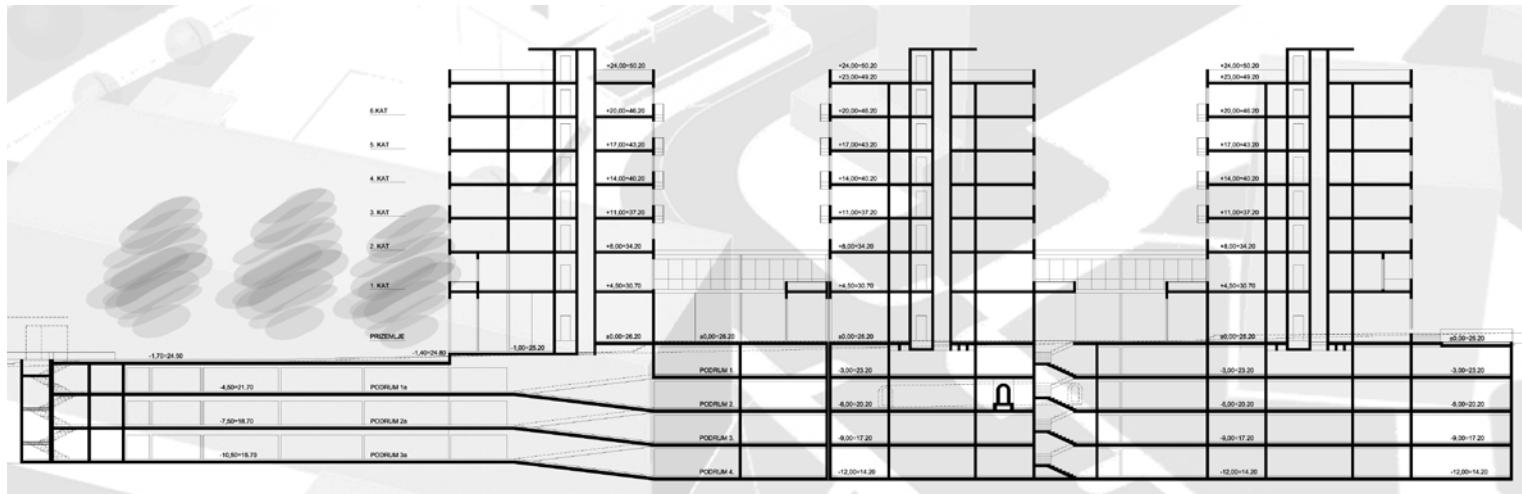 +24,00=50.20 +24,00=50.20 +24,00=50.20
+23,00=49.20 +23,00=49.20
6.KAT +20,00=46.20 +20,00=46.20 +20,00=46.20
5. KAT +17,00=43.20 +17,00=43.20 +17,00=43.20
4. KAT +14,00=40.20 +14,00=40.20 +14,00=40.20
3. KAT +11,00=37.20 +11,00=37.20 +11,00=37.20
2. KAT +8,00=34.20 +8,00=34.20 +8,00=34.20
1. KAT +4,50=30.70 +4,50=30.70 +4,50=30.70
PRIZEMLJE ±0,00=26.20 ±0,00=26.20 ±0,00=26.20 ±0,00=26.20 ±0,00=26.20
-1,70=24.50 -1,40=24.80 -1,00=25.20
PODRUM 1. -3,00=23.20 -3,00=23.20 -3,00=23.20
-4,50=21.70 PODRUM 1a
PODRUM 2. -6,00=20.20 -6,00=20.20 -6,00=20.20
-7,50=18.70 PODRUM 2a
PODRUM 3. -9,00=17.20 -9,00=17.20 -9,00=17.20
-10,50=15.70 PODRUM 3a
PODRUM 4. -12,00=14.20 -12,00=14.20 -12,00=14.20